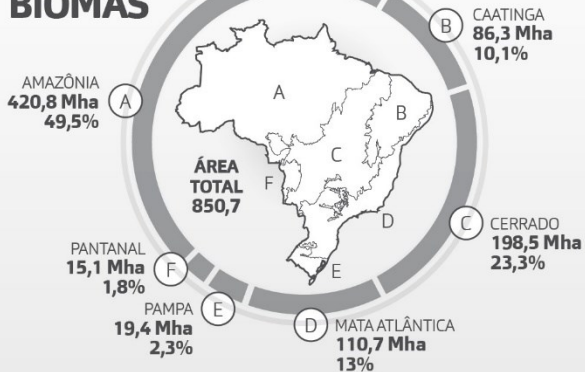 BIOMAS
B
CAATINGA
86,3 Mha
10,1%
AMAZÔNIA
420,8 Mha
49,5%
A
A
B
C
ÁREA
TOTAL
850,7
F
D
E
C
CERRADO
198,5 Mha
23,3%
PANTANAL
15,1 Mha
1,8%
F
PAMPA
19,4 Mha
2,3%
E
D
MATA ATLÂNTICA
110,7 Mha
13%